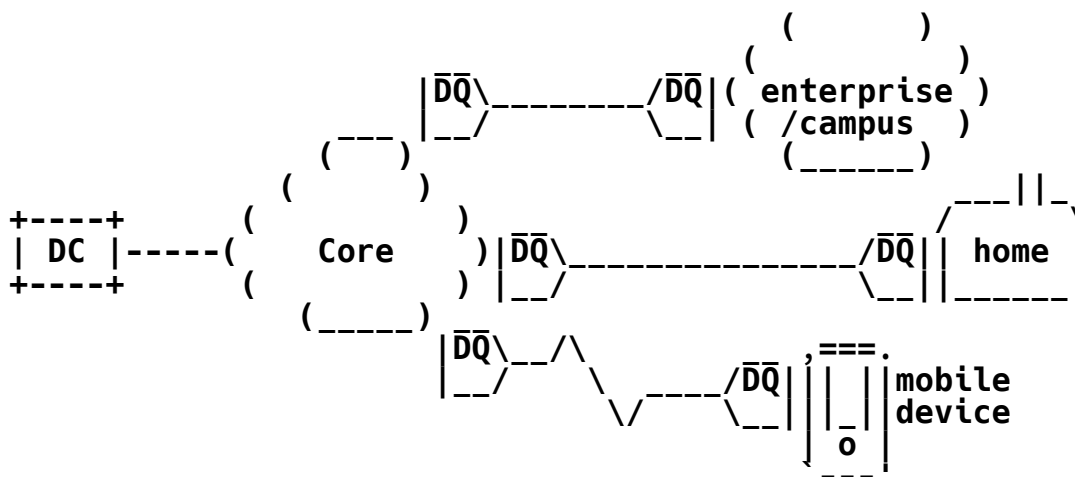 DQ DQ enterprise
/campus
DC Core DQ DQ home
DQ
DQ mobile
device
o